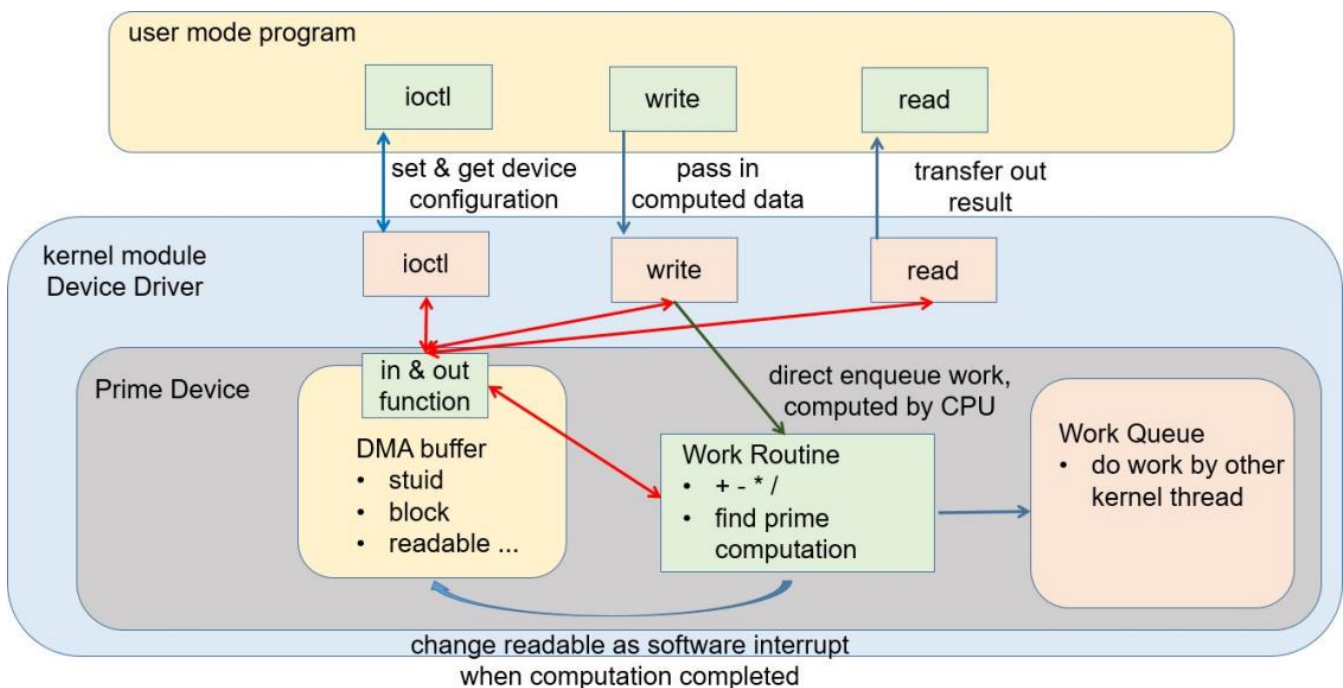 user mode program
ioctl
write
read
set & get device
configuration
pass in
computed data
transfer out
result
kernel module
Device Driver
ioctl
write
read
Prime Device
in & out
function
direct enqueue work,
computed by CPU
DMA buffer
• stuid
• block
• readable ...
Work Routine
• + - * /
• find prime
computation
Work Queue
• do work by other
kernel thread
change readable as software interrupt
when computation completed